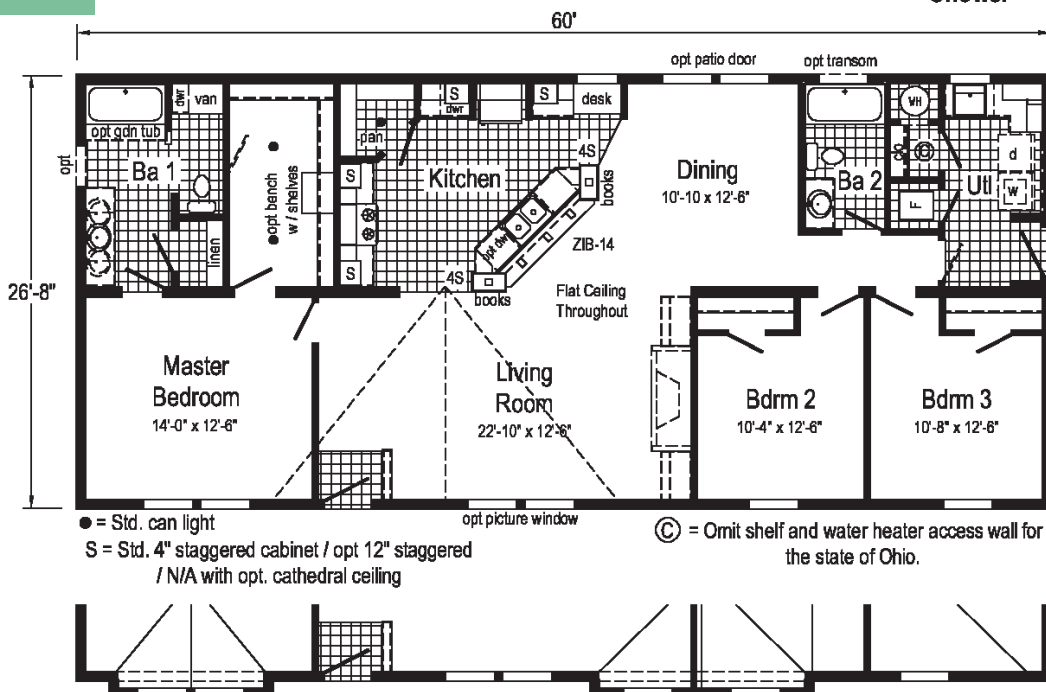 60'
opt patio door
opt transom
26'-8"
opt
opt gdn tub
dwr
van
Ba 1
linen
opt bench
w / shelves
pan
S
dwr
S
desk
S
S
Kitchen
4S
books
opt dw
ZIB-14
4S
books
Dining
10'-10 x 12'-6"
Flat Ceiling
Throughout
Ba 2
WH
F
Utl
d
W
Master
Bedroom
14'-0" x 12'-6"
Living
Room
22'-10" x 12'-6"
Bdrm 2
10'-4" x 12'-6"
Bdrm 3
10'-8" x 12'-6"
opt picture window
● = Std. can light
S = Std. 4" staggered cabinet / opt 12" staggered
/ N/A with opt. cathedral ceiling
Ⓒ = Omit shelf and water heater access wall for
the state of Ohio.